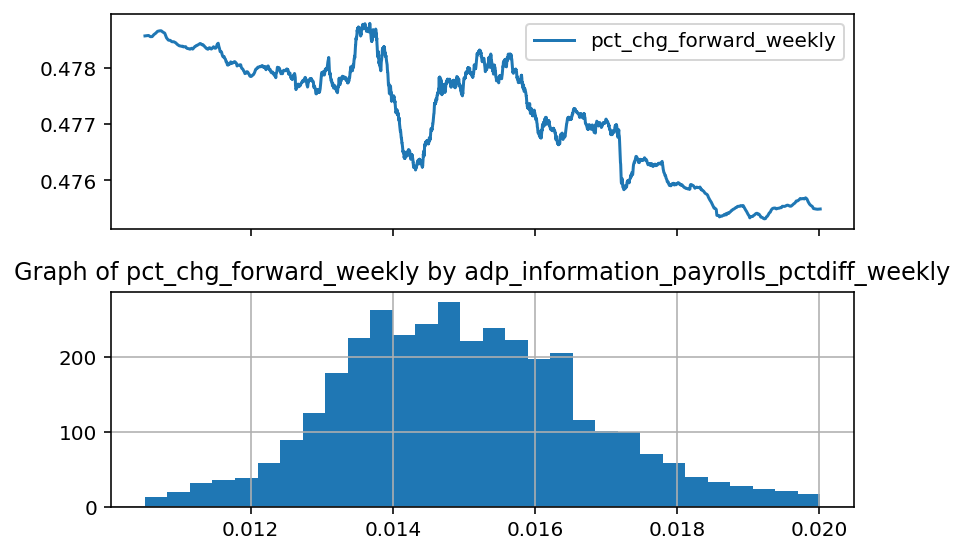 0.478
0.477
0.476
pct_chg_forward_weekly
Graph of pct_chg_forward_weekly by adp_information_payrolls_pctdiff_weekly
200
100
0
0.012 0.014 0.016 0.018 0.020